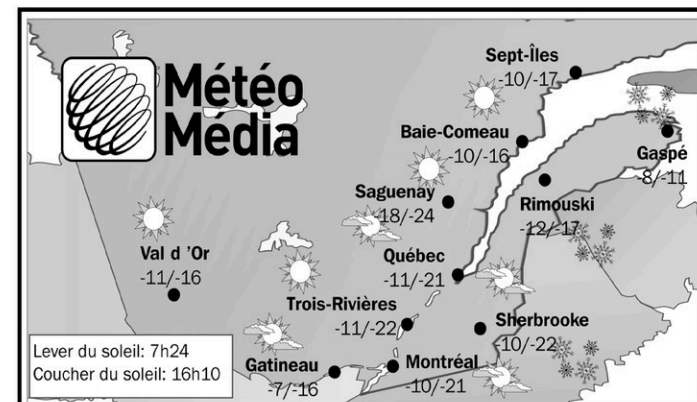 Météo
Média
Sept-Îles
-10/-17
Baie-Comeau
-10/-16
Gaspé
-8/-11
Saguenay
-18/-24
Rimouski
-12/-17
Val d 'Or
-11/-16
Québec
-11/-21
Trois-Rivières
-11/-22
Sherbrooke
-10/-22
Gatineau
-7/-16
Montréal
-10/-21
Lever du soleil: 7h24
Coucher du soleil: 16h10